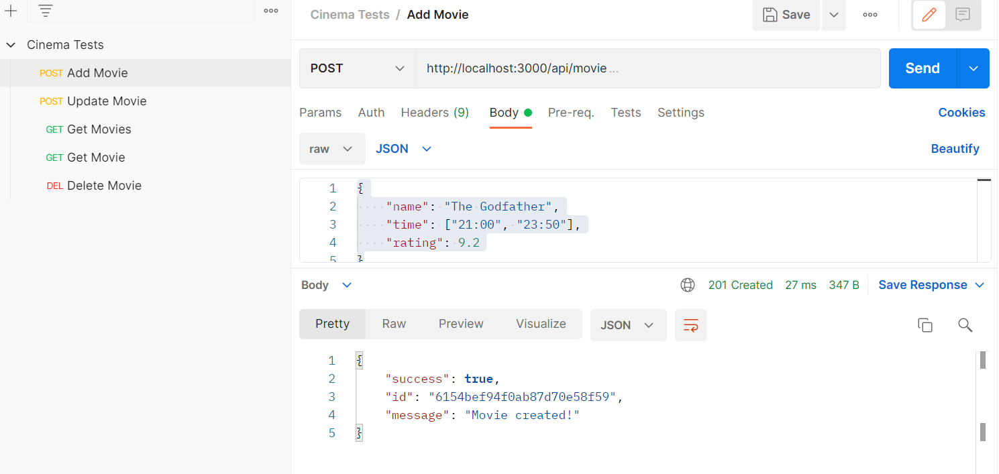 Cinema Tests / Add Movie
Save
Cinema Tests
POST Add Movie
POST Update Movie
GET Get Movies
GET Get Movie
DEL Delete Movie
POST
http://localhost:3000/api/movie ...
Send
Params Auth Headers (9) Body Pre-req. Tests Settings Cookies
raw JSON Beautify
1 {
2 "name": "The Godfather",
3 "time": ["21:00", "23:50"],
4 "rating": 9.2
5 }
Body 201 Created 27 ms 347 B Save Response
Pretty Raw Preview Visualize JSON
1 {
2 "success": true,
3 "id": "6154bef94f0ab87d70e58f59",
4 "message": "Movie created!"
5 }